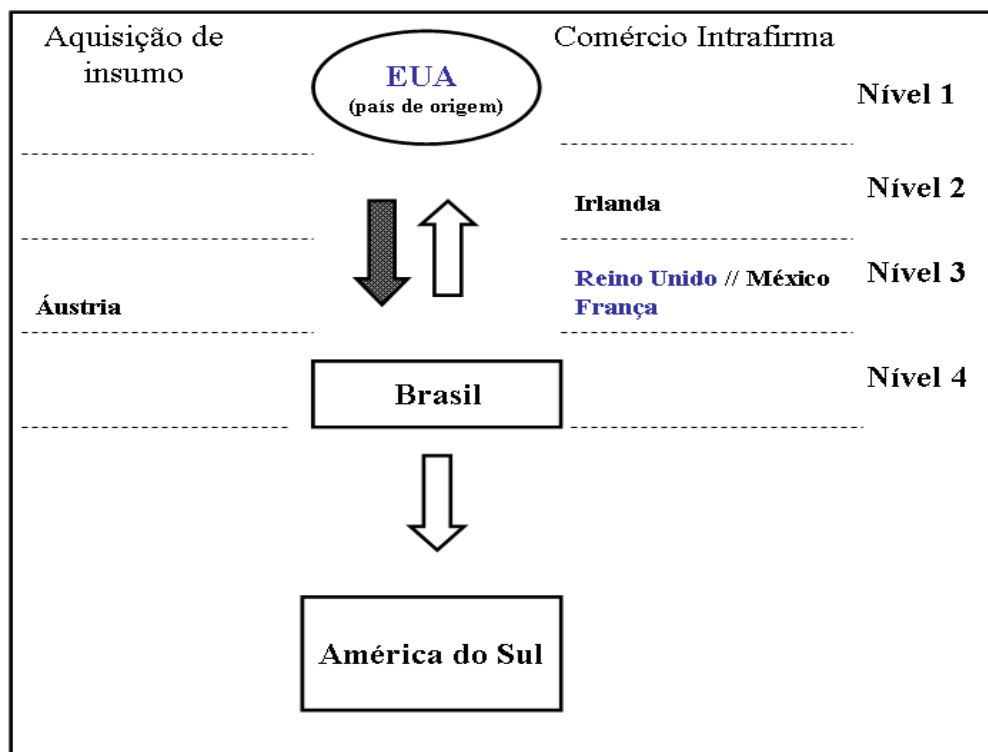 Aquisição de
insumo
Comércio Intrafirma
EUA
(país de origem)
Nível 1
Nível 2
Irlanda
Nível 3
Reino Unido // México
França
Áustria
Nível 4
Brasil
América do Sul